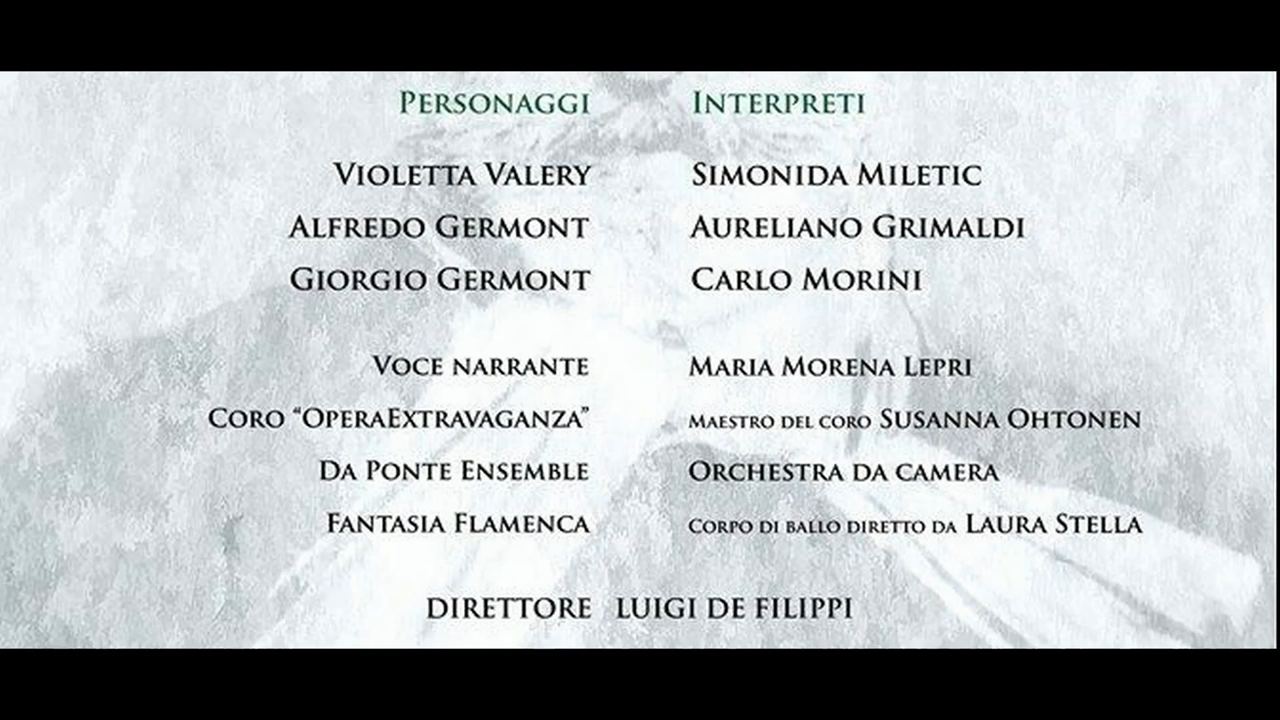 PERSONAGGI INTERPRETI
VIOLETTA VALERY SIMONIDA MILETIC
ALFREDO GERMONT AURELIANO GRIMALDI
GIORGIO GERMONT CARLO MORINI
VOCE NARRANTE MARIA MORENA LEPRI
CORO “OPERAEXTRAVAGANZA” MAESTRO DEL CORO SUSANNA OHTONEN
DA PONTE ENSEMBLE ORCHESTRA DA CAMERA
FANTASIA FLAMENCA CORPO DI BALLO DIRETTO DA LAURA STELLA
DIRETTORE LUIGI DE FILIPPI